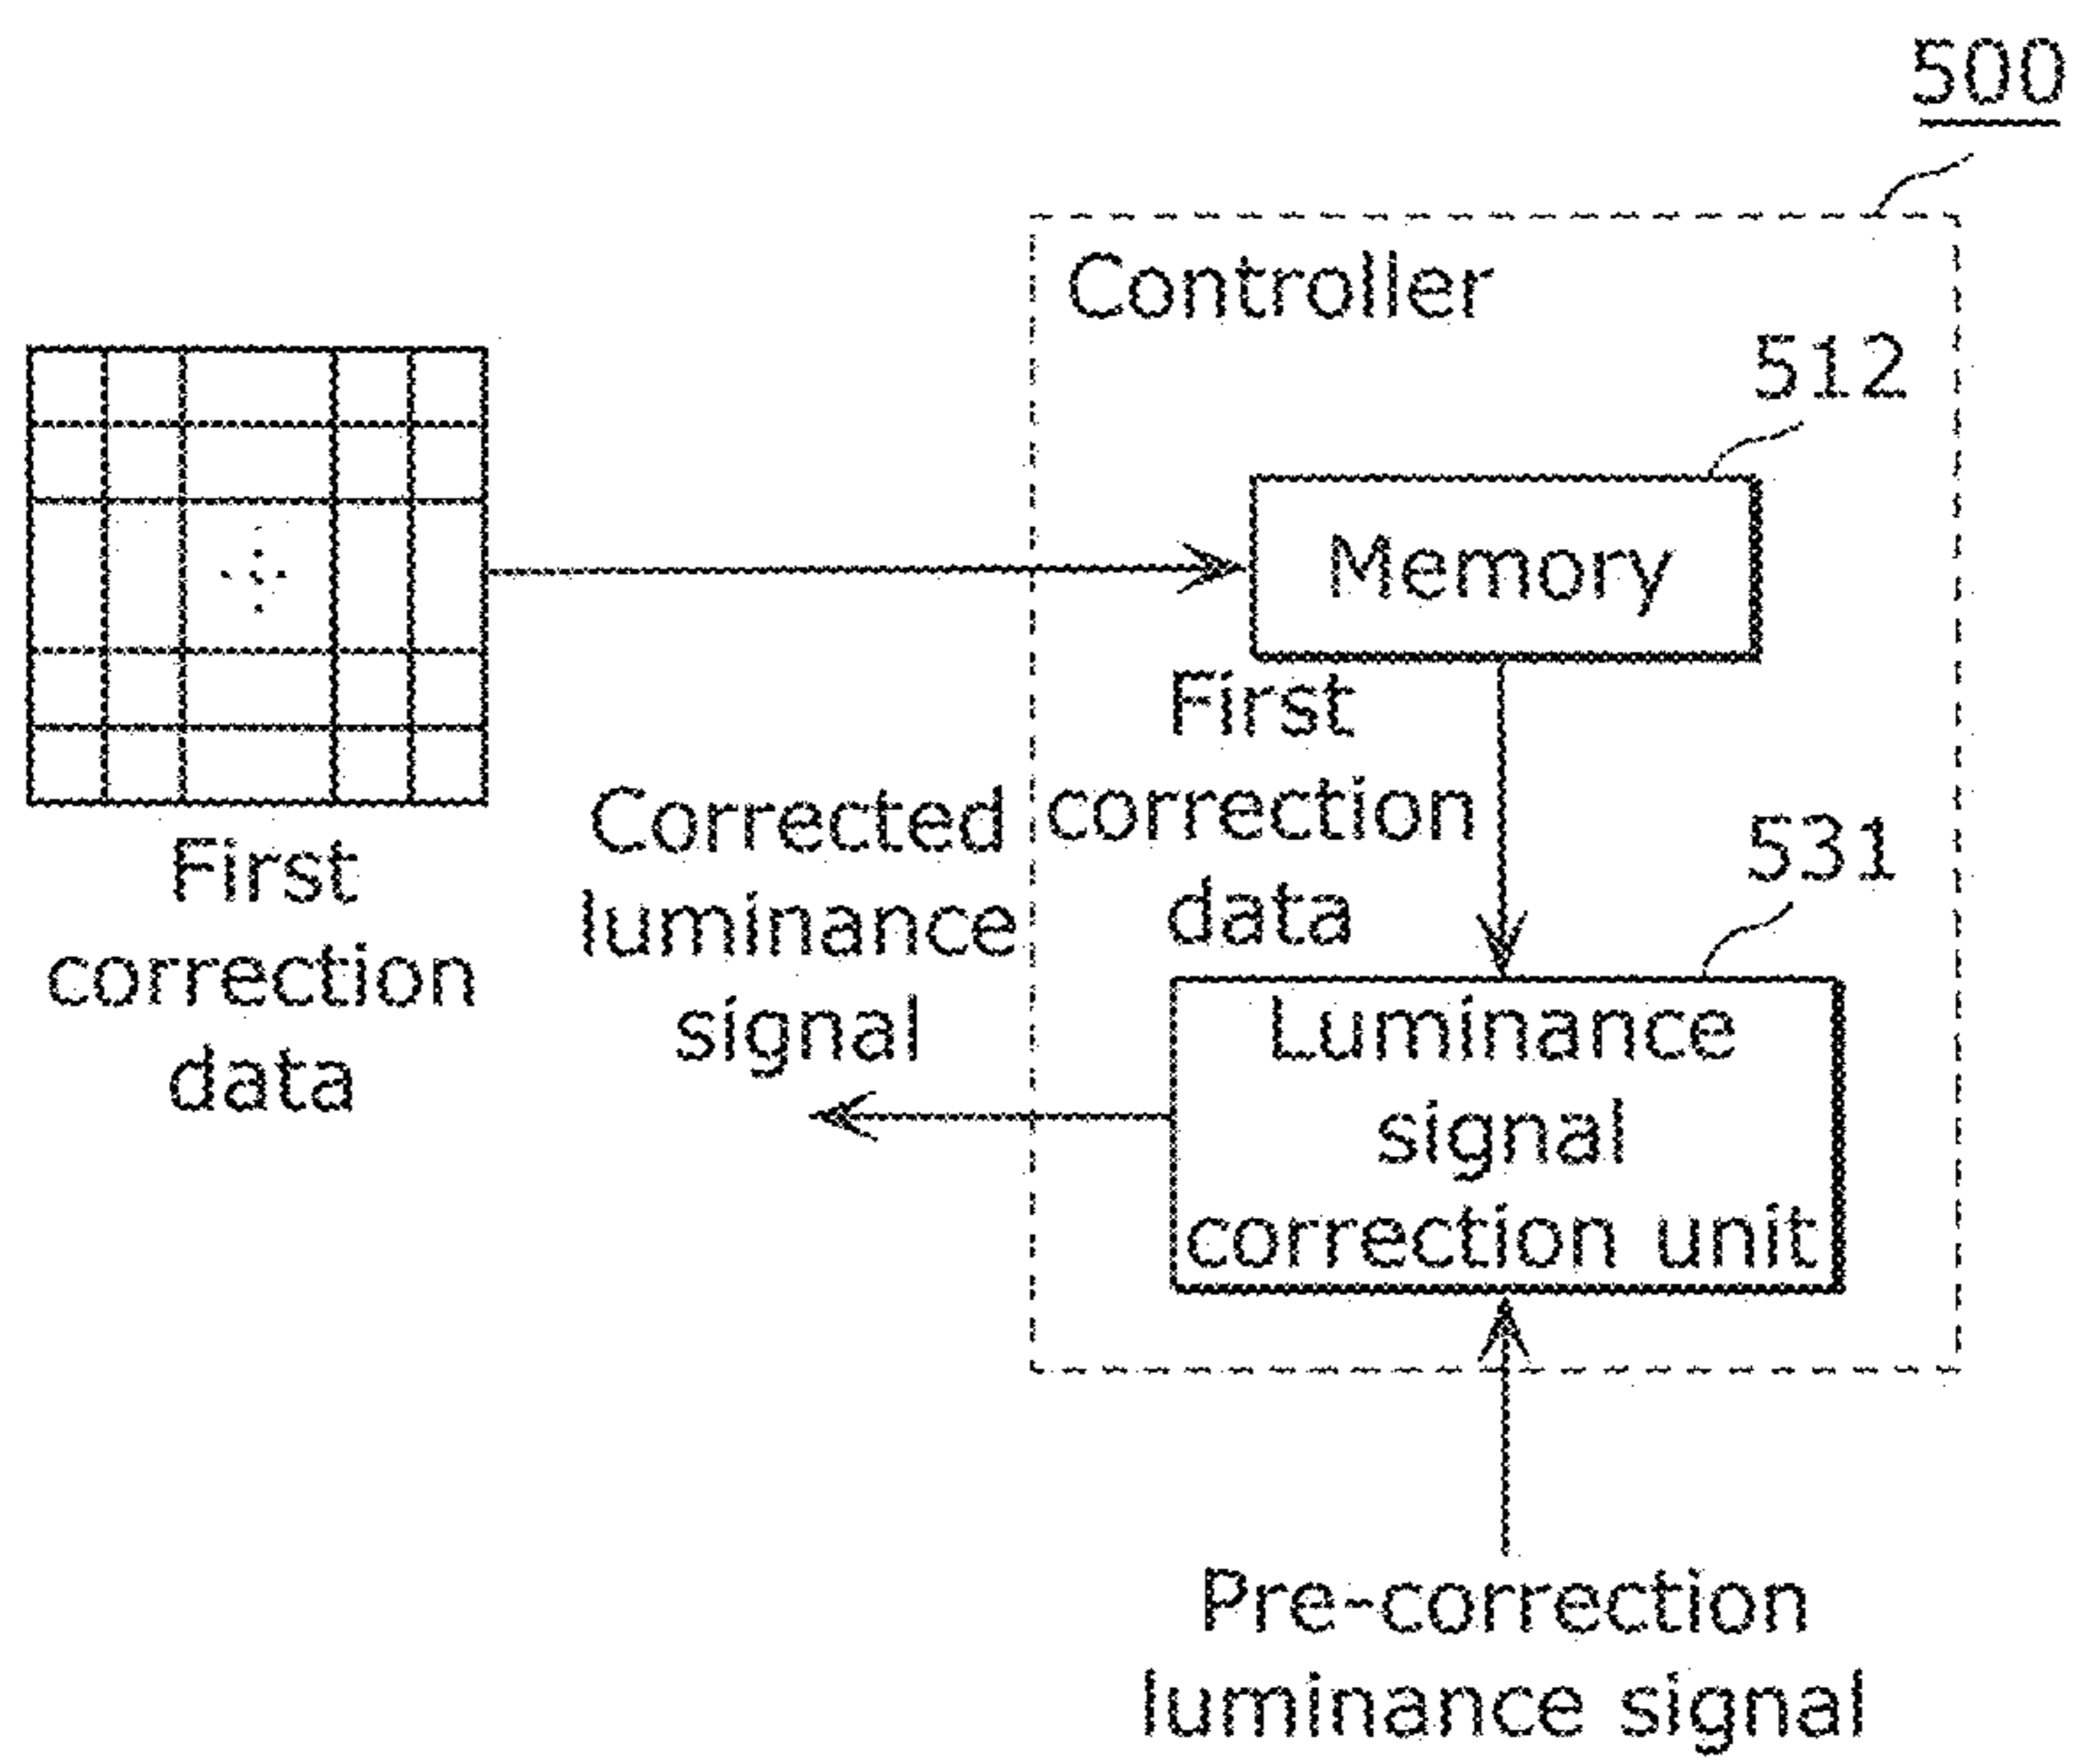 500
Controller
512
Memory
First
correction
data
First
correction
data
Corrected
luminance
signal
531
Luminance
signal
correction unit
Pre-correction
luminance signal